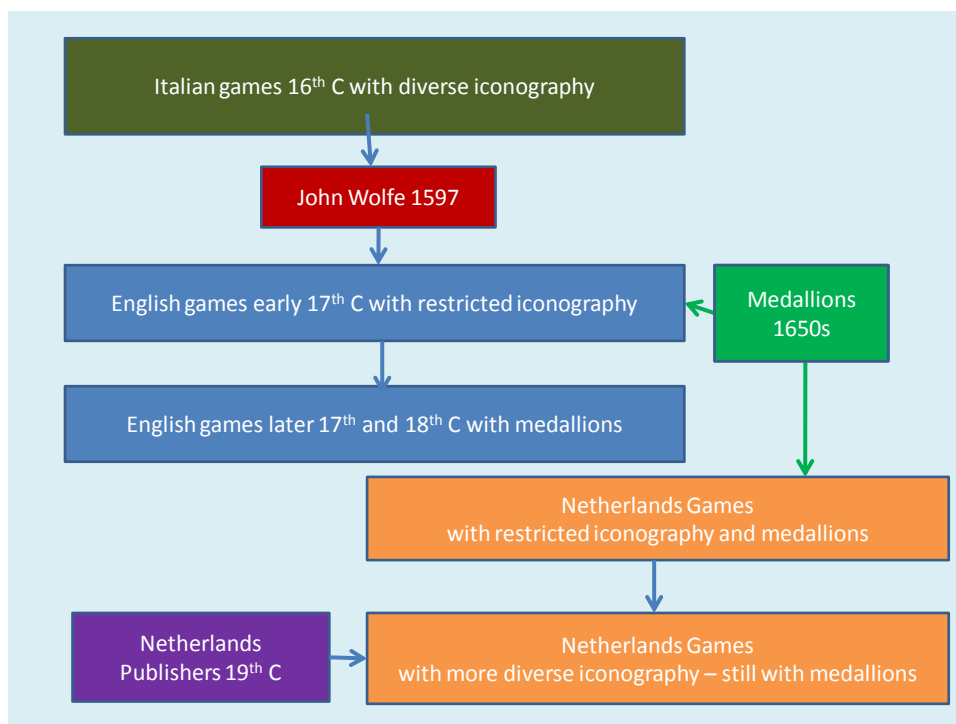 Italian games 16th C with diverse iconography
John Wolfe 1597
English games early 17th C with restricted iconography
Medallions
1650s
English games later 17th and 18th C with medallions
Netherlands Games
with restricted iconography and medallions
Netherlands
Publishers 19th C
Netherlands Games
with more diverse iconography – still with medallions